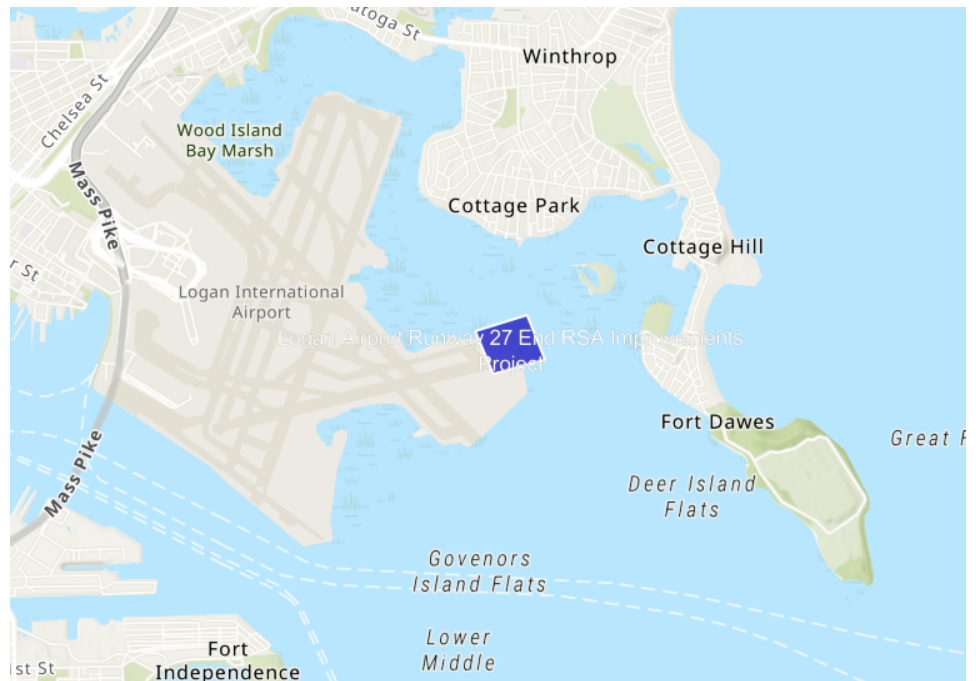 atoga St
Winthrop
Chelsea St
Wood Island
Bay Marsh
Mass Pike
Cottage Park
Cottage Hill
r St
Logan International
Airport
Logan Airport Runway 27 End RSA Improvements
Project
Fort Dawes
Great F
Mass Pike
Deer Island
Flats
Govenors
Island Flats
Lower
Middle
Fort
Independence
1st St